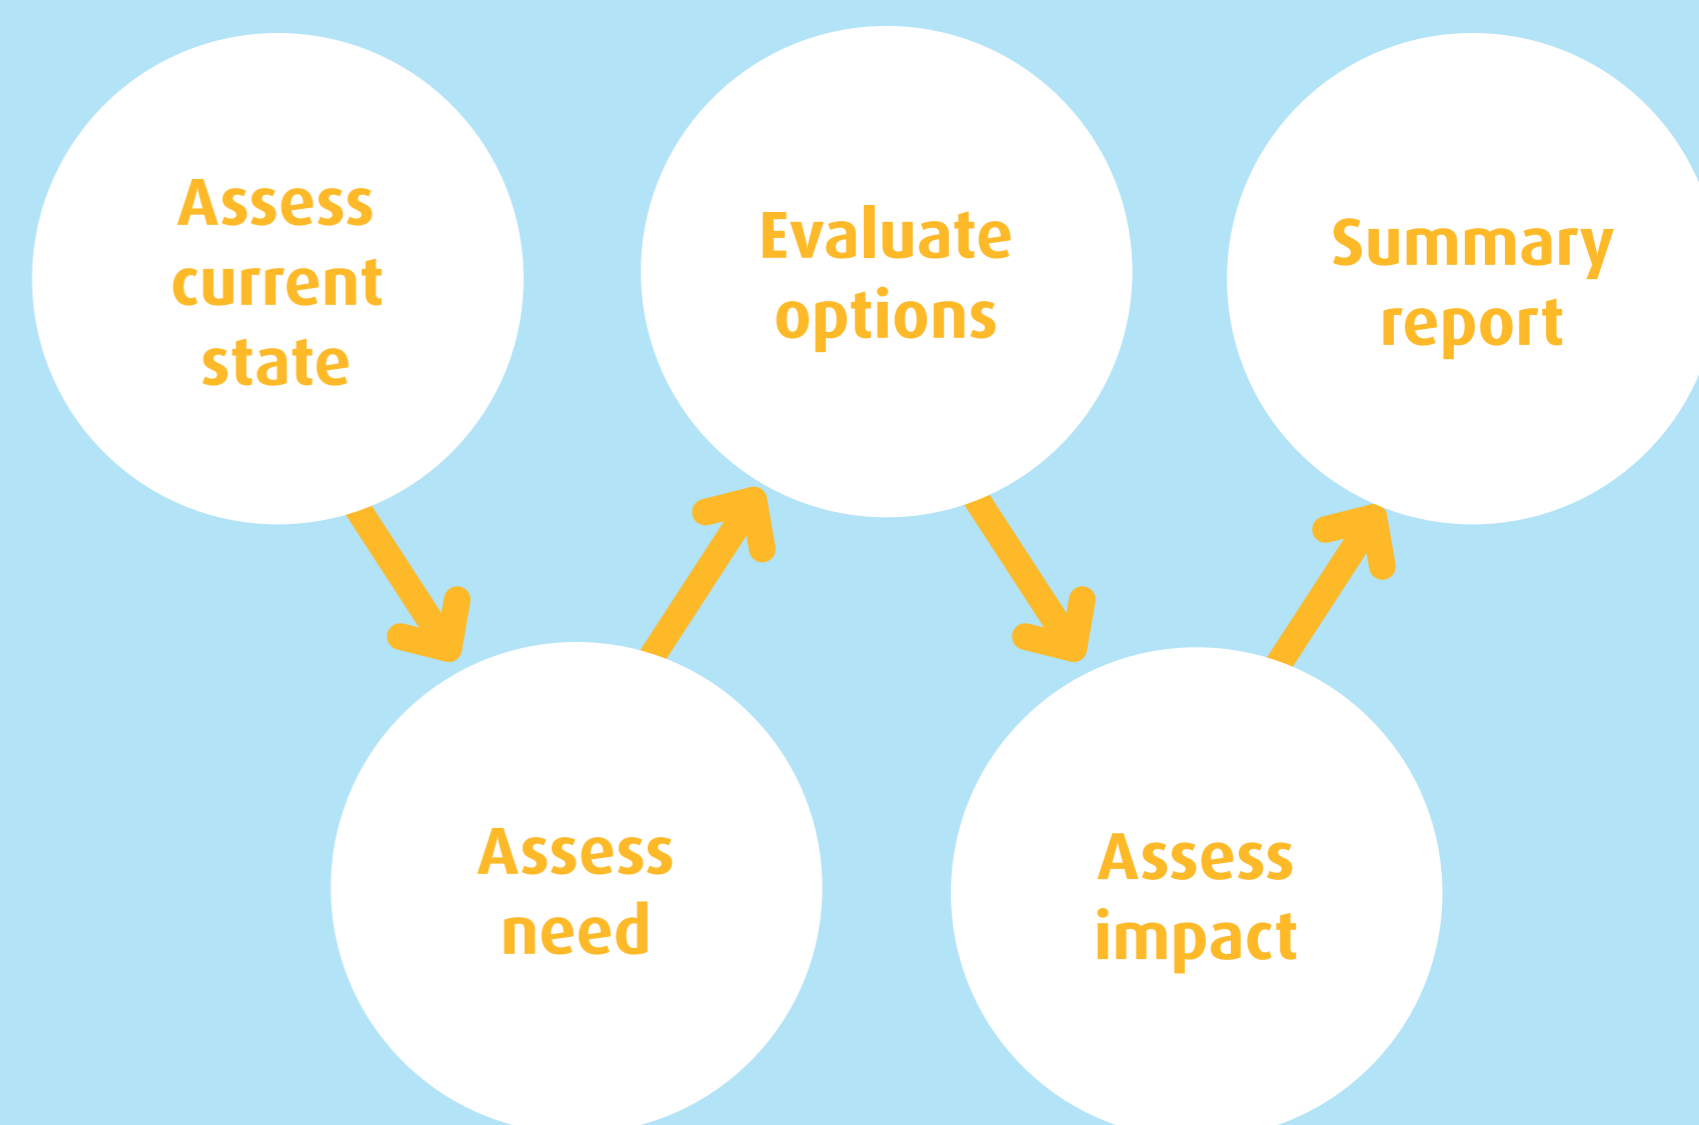 Assess
current
state
Assess
need
Evaluate
options
Assess
impact
Summary
report